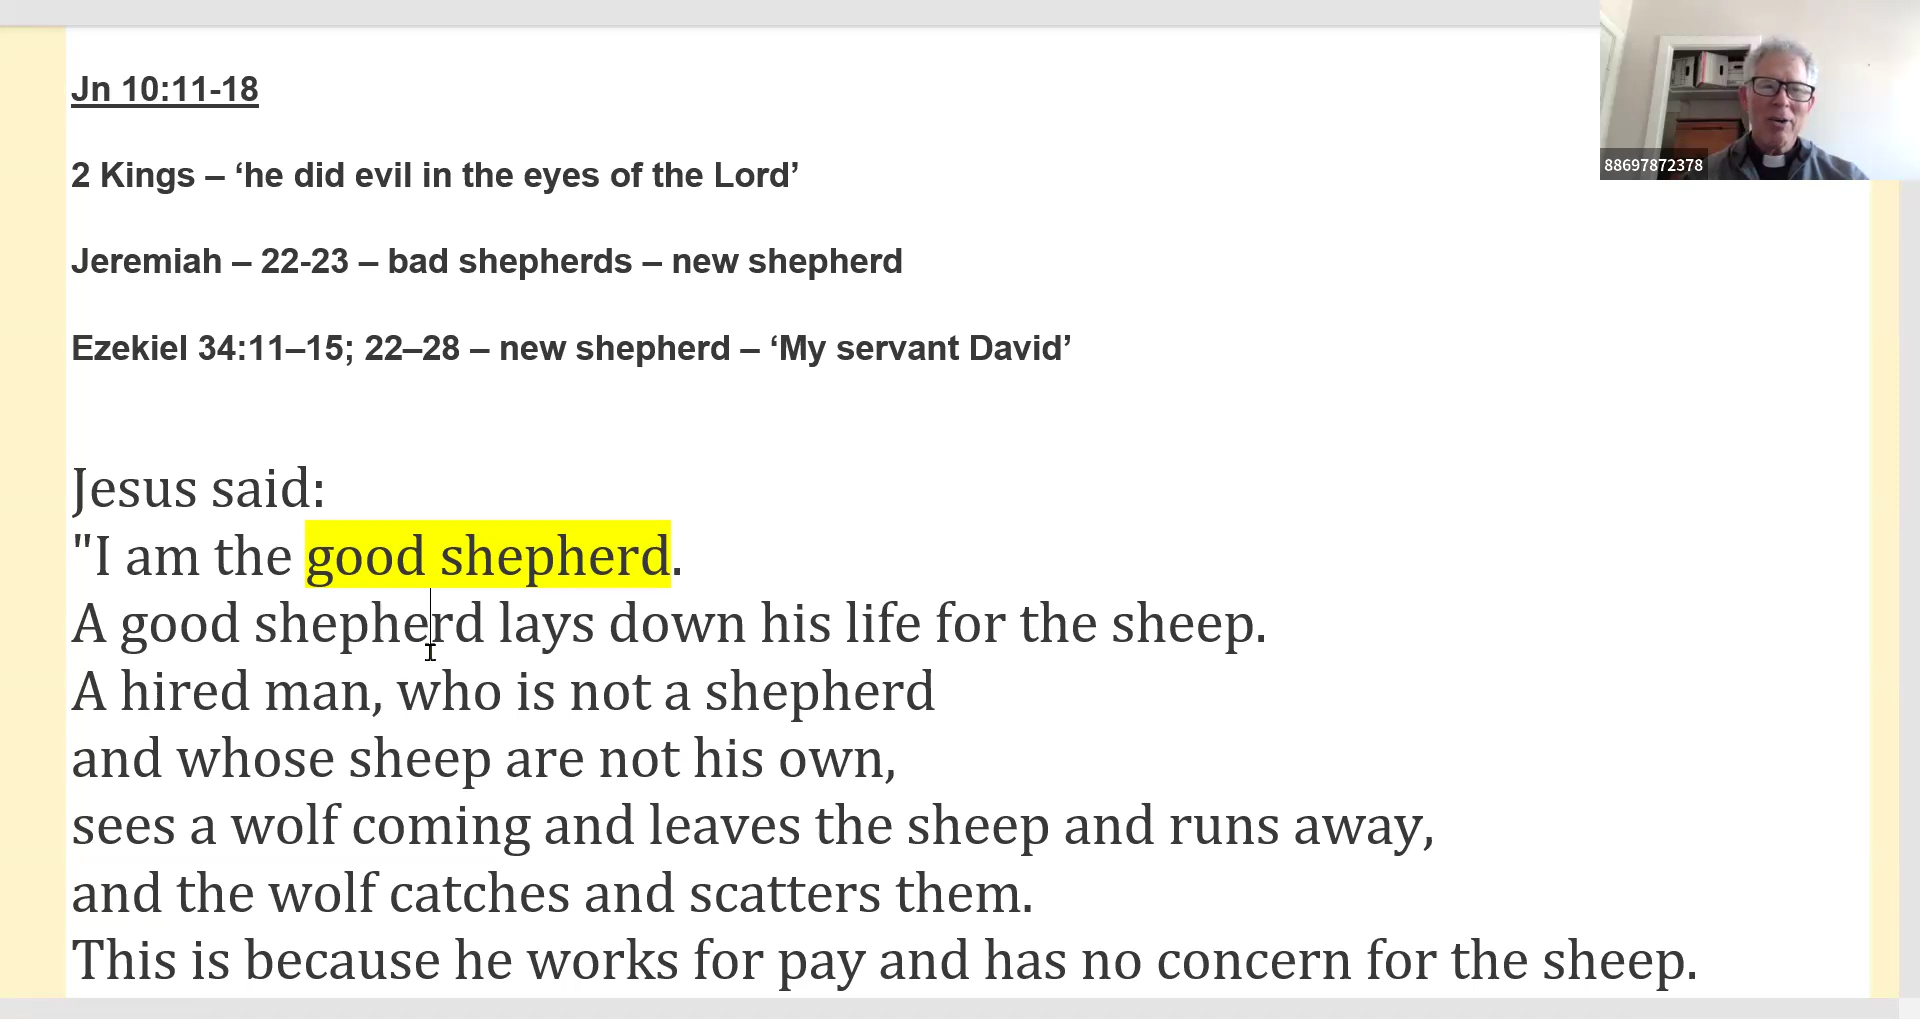 Jn 10:11-18
2 Kings – ‘he did evil in the eyes of the Lord’
Jeremiah – 22-23 – bad shepherds – new shepherd
Ezekiel 34:11–15; 22–28 – new shepherd – ‘My servant David’
Jesus said:
"I am the good shepherd.
A good shepherd lays down his life for the sheep.
A hired man, who is not a shepherd
and whose sheep are not his own,
sees a wolf coming and leaves the sheep and runs away,
and the wolf catches and scatters them.
This is because he works for pay and has no concern for the sheep.
88697872378